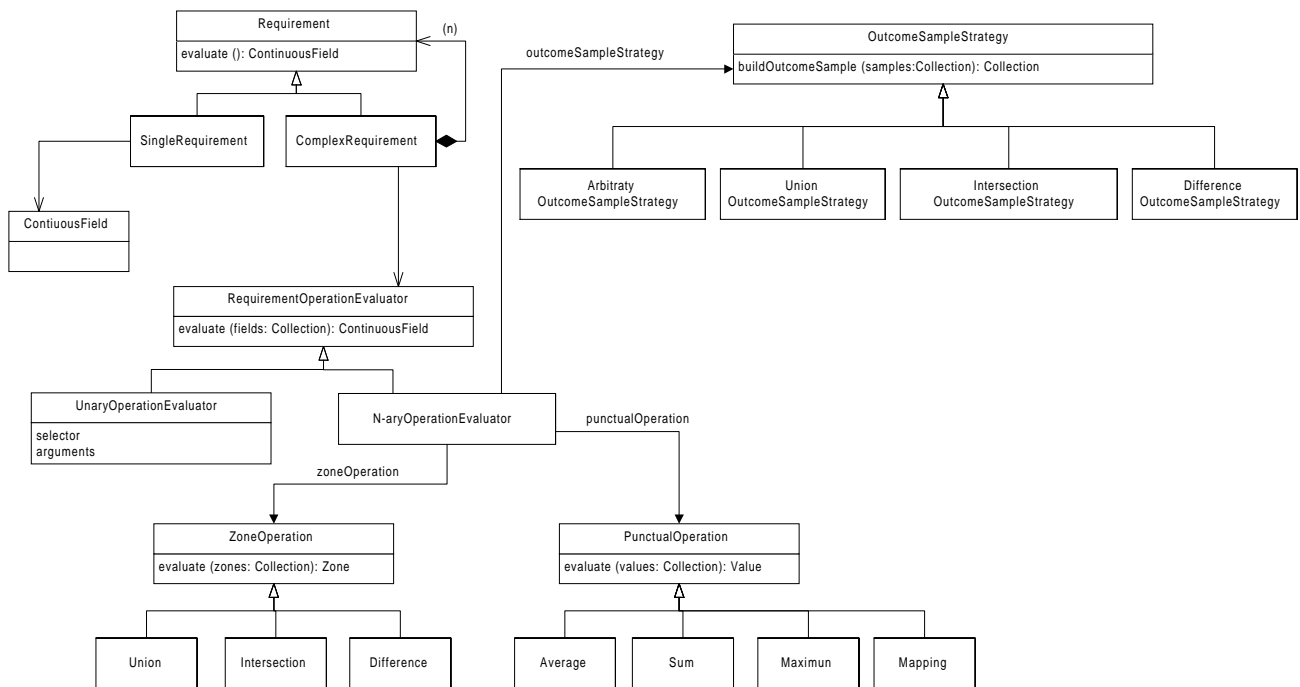 Requirement
(n)
evaluate (): ContinuousField
OutcomeSampleStrategy
outcomeSampleStrategy
buildOutcomeSample (samples:Collection): Collection
SingleRequirement
ComplexRequirement
Arbitraty
OutcomeSampleStrategy
Union
OutcomeSampleStrategy
Intersection
OutcomeSampleStrategy
Difference
OutcomeSampleStrategy
ContiuousField
RequirementOperationEvaluator
evaluate (fields: Collection): ContinuousField
UnaryOperationEvaluator
selector
arguments
N-aryOperationEvaluator
punctualOperation
zoneOperation
ZoneOperation
evaluate (zones: Collection): Zone
PunctualOperation
evaluate (values: Collection): Value
Union
Intersection
Difference
Average
Sum
Maximun
Mapping